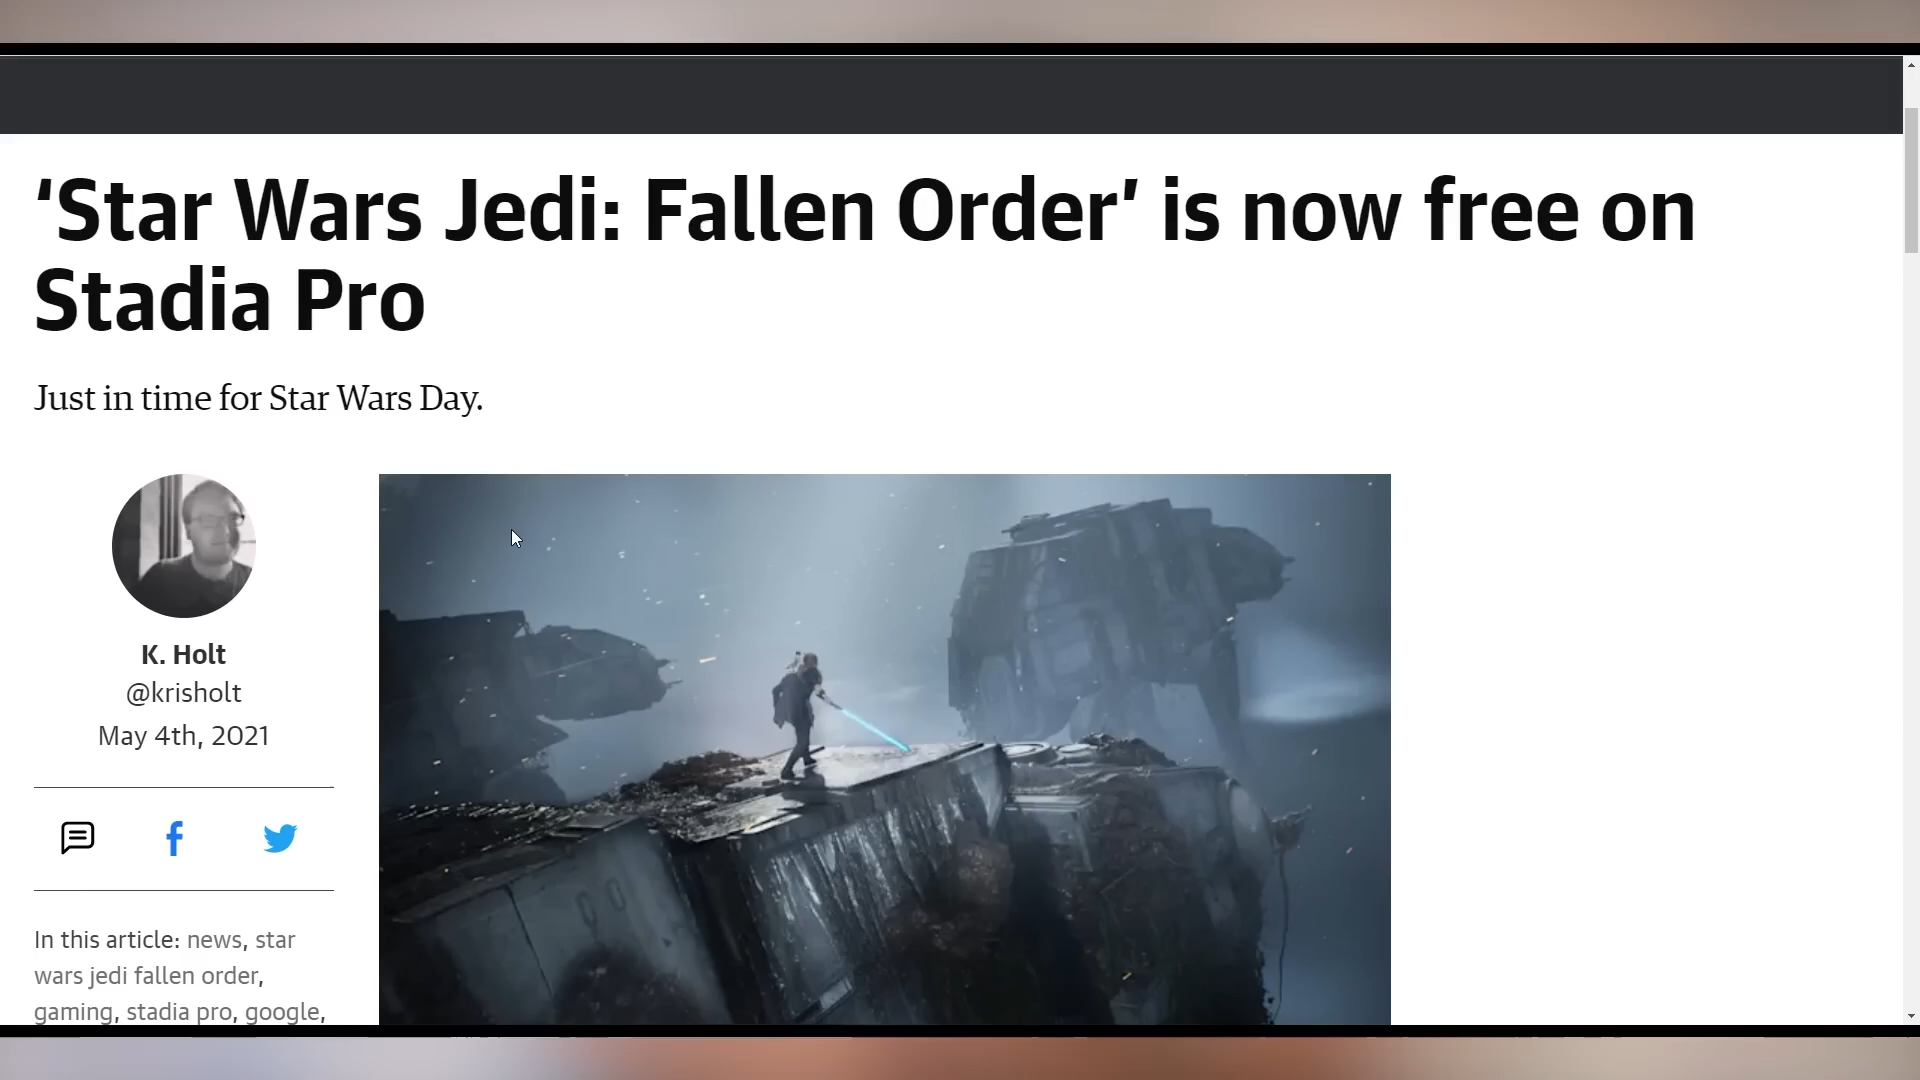 ‘Star Wars Jedi: Fallen Order’ is now free on
Stadia Pro
Just in time for Star Wars Day.
K. Holt
@krisholt
May 4th, 2021
In this article: news, star
wars jedi fallen order,
gaming, stadia pro, google,